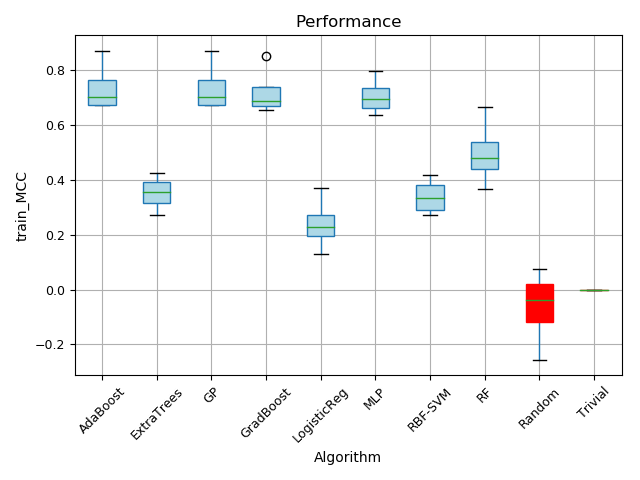 Performance
train_MCC
0.8
0.6
0.4
0.2
0.0
−0.2
AdaBoost
ExtraTrees
GP
GradBoost
LogisticReg
MLP
RBF-SVM
RF
Random
Trivial
Algorithm